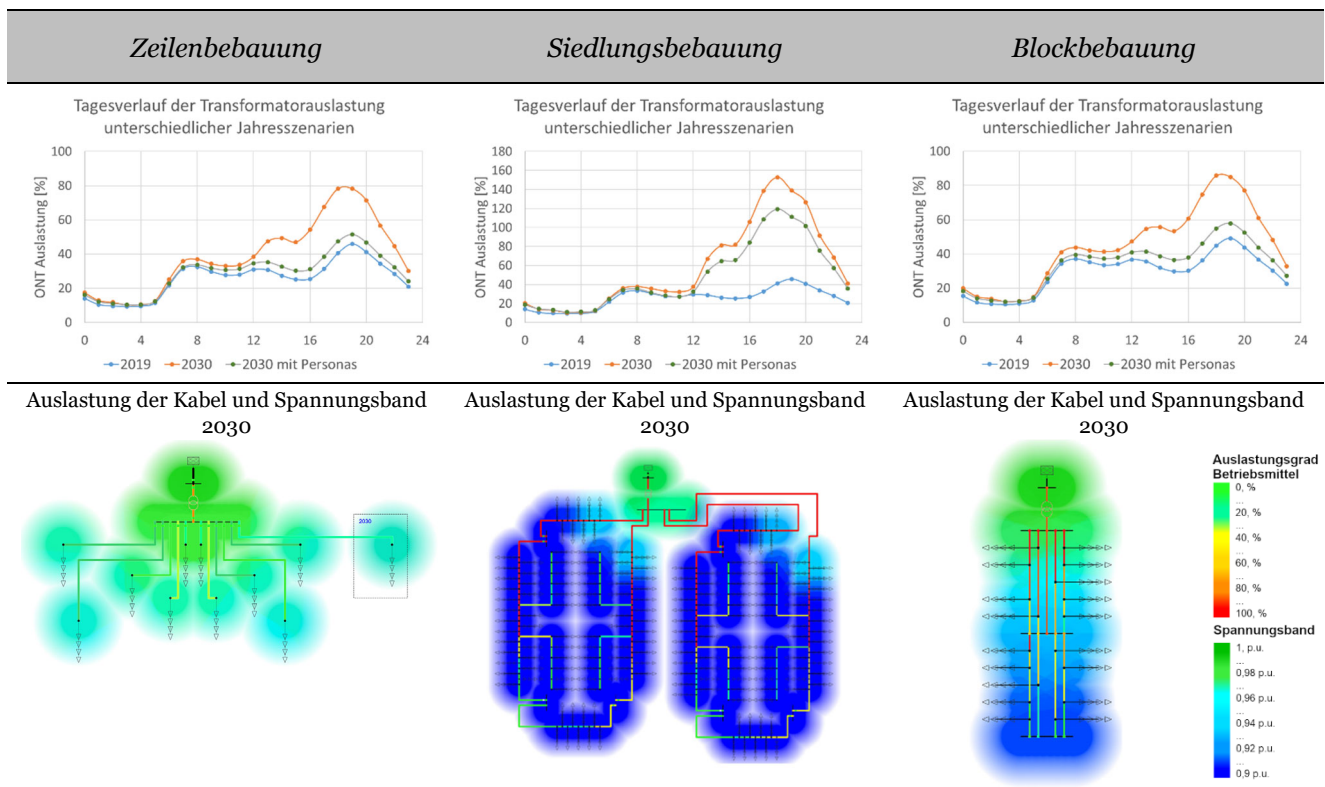 Zeilenbebauung
Siedlungsbebauung
Blockbebauung
Tagesverlauf der Transformatorauslastung
unterschiedlicher Jahresszenarien
ONT Auslastung [%]
100
80
60
40
20
0
0 4 8 12 16 20 24
2019 2030 2030 mit Personas
Tagesverlauf der Transformatorauslastung
unterschiedlicher Jahresszenarien
ONT Auslastung [%]
180
160
140
120
100
80
60
40
20
0
0 4 8 12 16 20 24
2019 2030 2030 mit Personas
Tagesverlauf der Transformatorauslastung
unterschiedlicher Jahresszenarien
ONT Auslastung [%]
100
80
60
40
20
0
0 4 8 12 16 20 24
2019 2030 2030 mit Personas
Auslastung der Kabel und Spannungsband
2030
2030
Auslastung der Kabel und Spannungsband
2030
Auslastung der Kabel und Spannungsband
2030
Auslastungsgrad
Betriebsmittel
0, %
...
20, %
...
40, %
...
60, %
...
80, %
...
100, %
Spannungsband
1, p.u.
...
0,98 p.u.
...
0,96 p.u.
...
0,94 p.u.
...
0,92 p.u.
...
0,9 p.u.